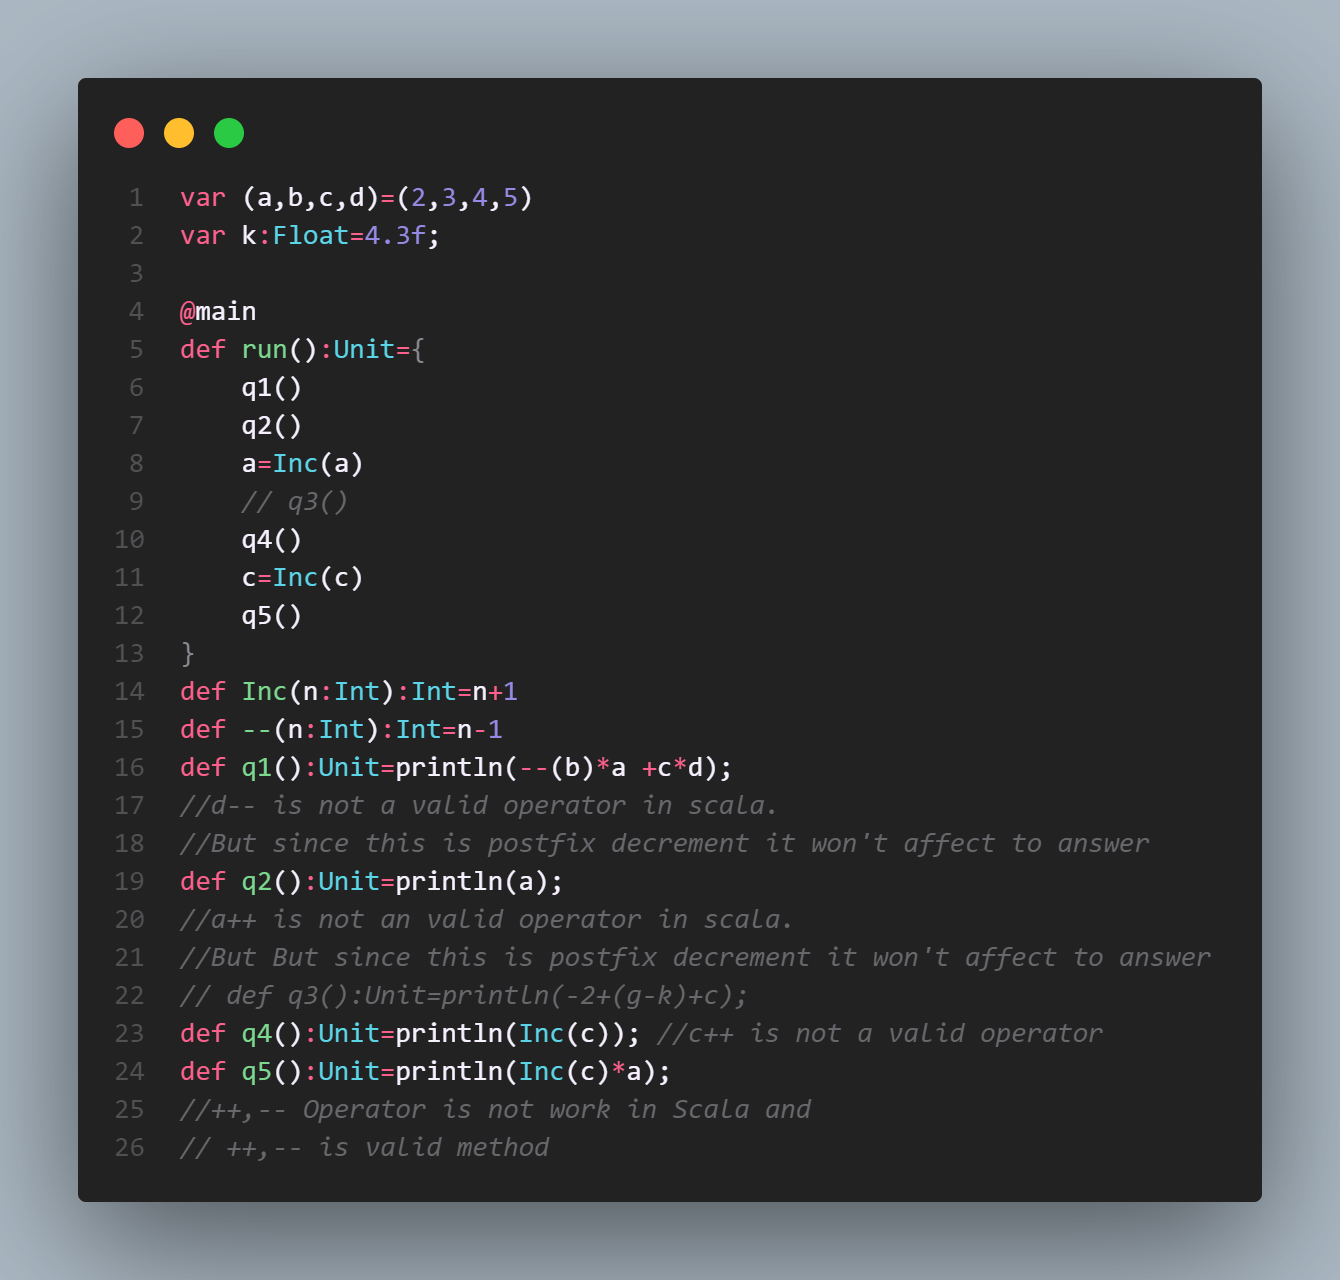 1 var (a,b,c,d)=(2,3,4,5)
2 var k:Float=4.3f;
3
4 @main
5 def run():Unit={
6     q1()
7     q2()
8     a=Inc(a)
9     // q3()
10     q4()
11     c=Inc(c)
12     q5()
13 }
14 def Inc(n:Int):Int=n+1
15 def --(n:Int):Int=n-1
16 def q1():Unit=println(--(b)*a +c*d);
17 //d-- is not a valid operator in scala.
18 //But since this is postfix decrement it won't affect to answer
19 def q2():Unit=println(a);
20 //a++ is not an valid operator in scala.
21 //But But since this is postfix decrement it won't affect to answer
22 // def q3():Unit=println(-2+(g-k)+c);
23 def q4():Unit=println(Inc(c)); //c++ is not a valid operator
24 def q5():Unit=println(Inc(c)*a);
25 //++,-- Operator is not work in Scala and
26 // ++,-- is valid method